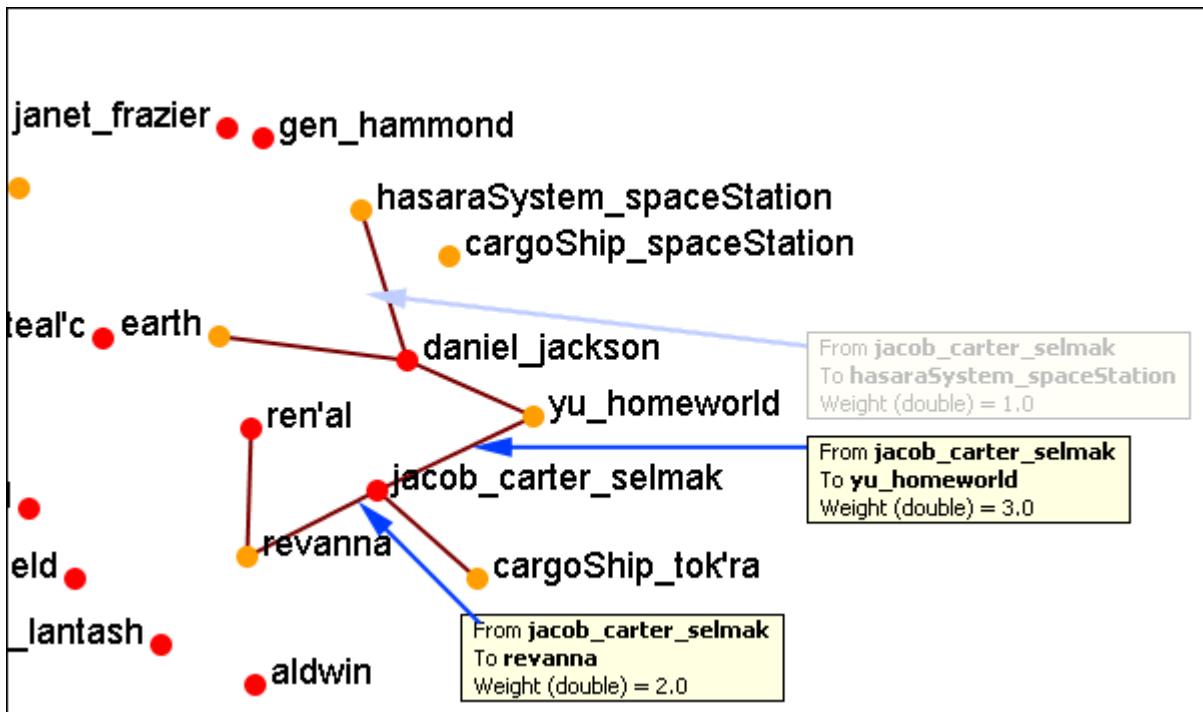 janet_frazier
gen_hammond
hasaraSystem_spaceStation
cargoShip_spaceStation
teal'c
earth
daniel_jackson
From jacob_carter_selmak
To hasaraSystem_spaceStation
Weight (double) = 1.0
yu_homeworld
ren'al
From jacob_carter_selmak
To yu_homeworld
Weight (double) = 3.0
jacob_carter_selmak
revanna
eld
cargoShip_tok'ra
_lantash
From jacob_carter_selmak
To revanna
Weight (double) = 2.0
aldwin